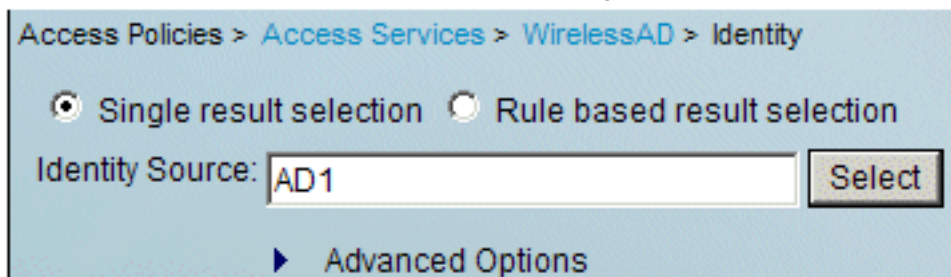 Access Policies > Access Services > WirelessAD > Identity
Single result selection Rule based result selection
Identity Source: AD1 Select
Advanced Options